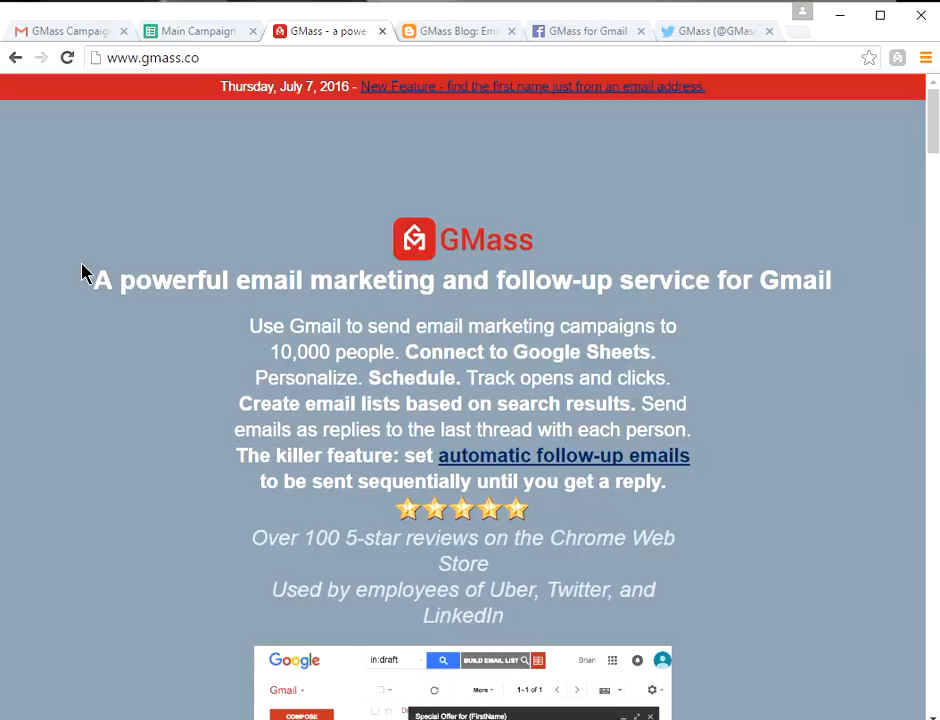 GMass Campaig
Main Campaign
GMass - a powe
GMass Blog: Em
GMass for Gmail
GMass (@GMas
www.gmass.co
Thursday, July 7, 2016 - New Feature - find the first name just from an email address.
GMass
A powerful email marketing and follow-up service for Gmail
Use Gmail to send email marketing campaigns to
10,000 people. Connect to Google Sheets.
Personalize. Schedule. Track opens and clicks.
Create email lists based on search results. Send
emails as replies to the last thread with each person.
The killer feature: set automatic follow-up emails
to be sent sequentially until you get a reply.
Over 100 5-star reviews on the Chrome Web
Store
Used by employees of Uber, Twitter, and
LinkedIn
Google in:draft BUILD EMAIL LIST Brian
Gmail More 1–1 of 1
COMPOSE
Special Offer for {FirstName}